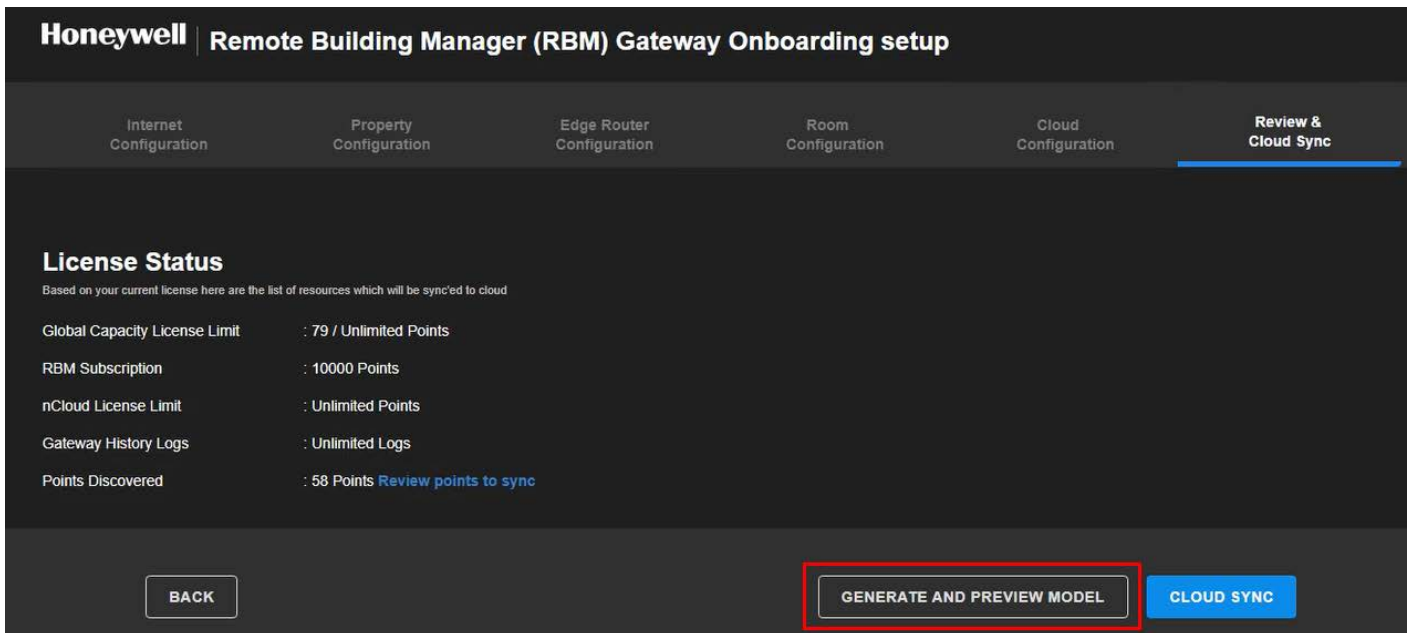 Honeywell | Remote Building Manager (RBM) Gateway Onboarding setup
Internet Configuration
Property Configuration
Edge Router Configuration
Room Configuration
Cloud Configuration
Review & Cloud Sync
License Status
Based on your current license here are the list of resources which will be sync'ed to cloud
Global Capacity License Limit : 79 / Unlimited Points
RBM Subscription : 10000 Points
nCloud License Limit : Unlimited Points
Gateway History Logs : Unlimited Logs
Points Discovered : 58 Points Review points to sync
BACK GENERATE AND PREVIEW MODEL CLOUD SYNC